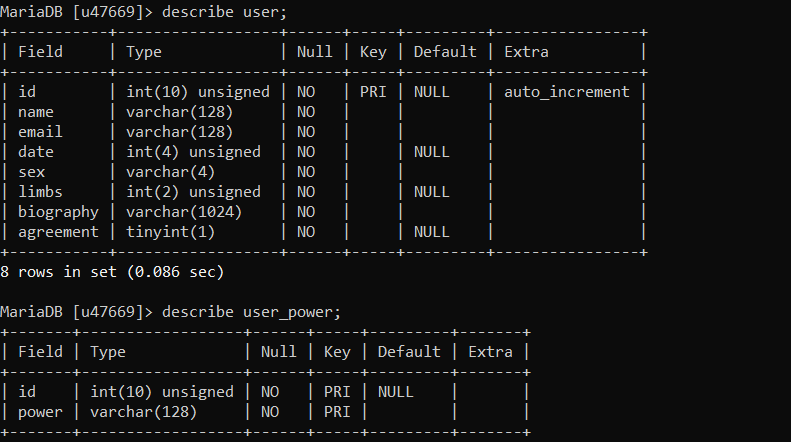 MariaDB [u47669]> describe user;
+-----------+------------------+------+-----+---------+----------------+
| Field     | Type             | Null | Key | Default | Extra          |
+-----------+------------------+------+-----+---------+----------------+
| id        | int(10) unsigned | NO   | PRI | NULL    | auto_increment |
| name      | varchar(128)     | NO   |     |         |                |
| email     | varchar(128)     | NO   |     |         |                |
| date      | int(4) unsigned  | NO   |     | NULL    |                |
| sex       | varchar(4)       | NO   |     |         |                |
| limbs     | int(2) unsigned  | NO   |     | NULL    |                |
| biography | varchar(1024)    | NO   |     |         |                |
| agreement | tinyint(1)       | NO   |     | NULL    |                |
+-----------+------------------+------+-----+---------+----------------+
8 rows in set (0.086 sec)
MariaDB [u47669]> describe user_power;
+-------+------------------+------+-----+---------+-------+
| Field | Type             | Null | Key | Default | Extra |
+-------+------------------+------+-----+---------+-------+
| id    | int(10) unsigned | NO   | PRI | NULL    |       |
| power | varchar(128)     | NO   | PRI |         |       |
+-------+------------------+------+-----+---------+-------+